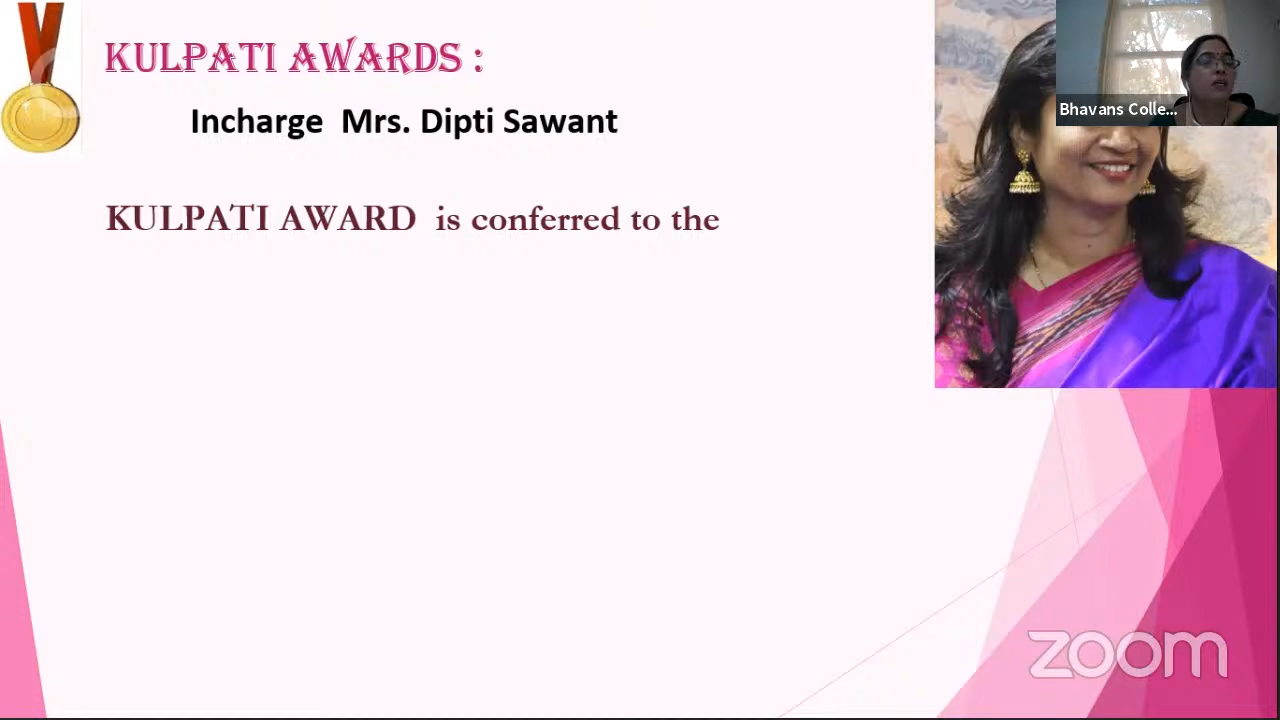 KULPATI AWARDS :
Incharge Mrs. Dipti Sawant
KULPATI AWARD is conferred to the
Bhavans Colle...
zoom